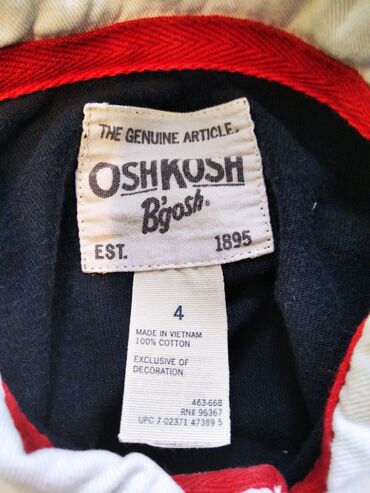 THE GENUINE ARTICLE.
OSHKOSH
B'gosh®
EST. 1895
4
MADE IN VIETNAM
100% COTTON
EXCLUSIVE OF
DECORATION
463-668
RN# 96367
UPC 7 02371 47389 5